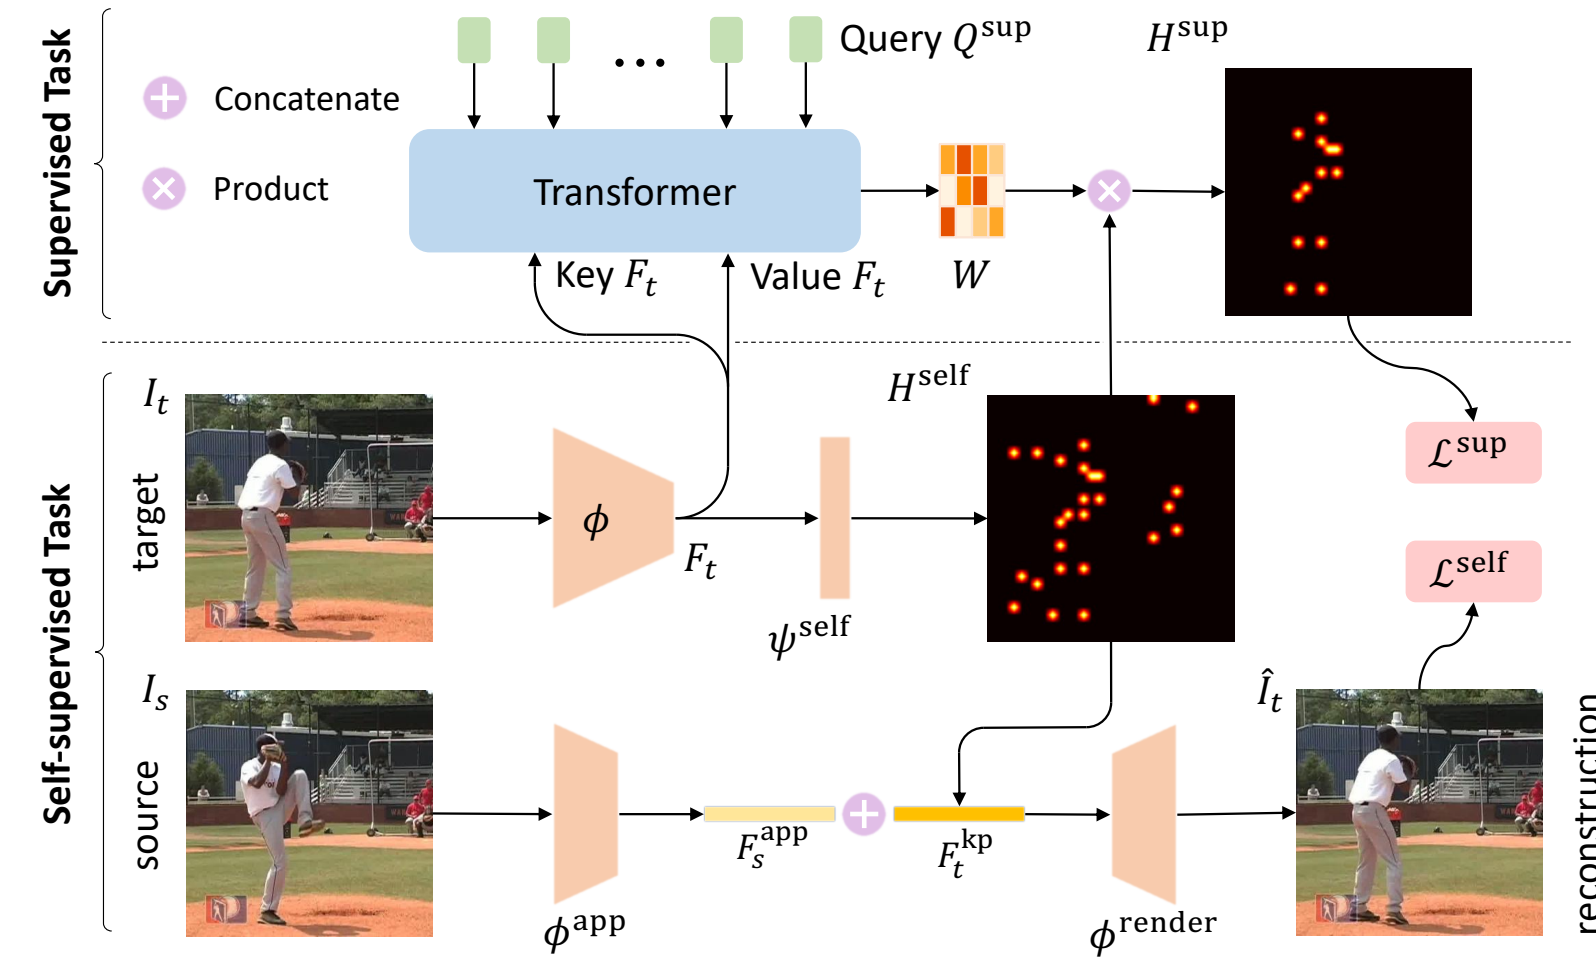 Supervised Task
Concatenate
Product
Query Q^sup
H^sup
Transformer
Key F_t
Value F_t
W
Self-supervised Task
I_t
target
ϕ
F_t
ψ^self
H^self
ℒ^sup
ℒ^self
I_s
source
ϕ^app
F_s^app
F_t^kp
ϕ^render
Î_t
reconstruction